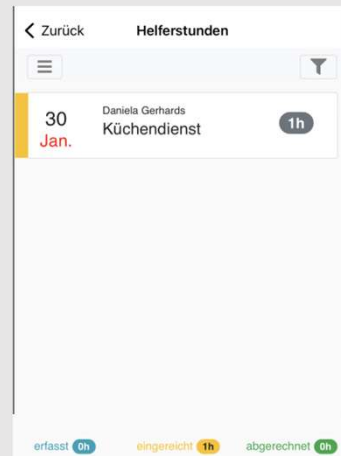 Zurück Helferstunden
30
Jan.
Daniela Gerhards
Küchendienst
1h
erfasst 0h eingereicht 1h abgerechnet 0h